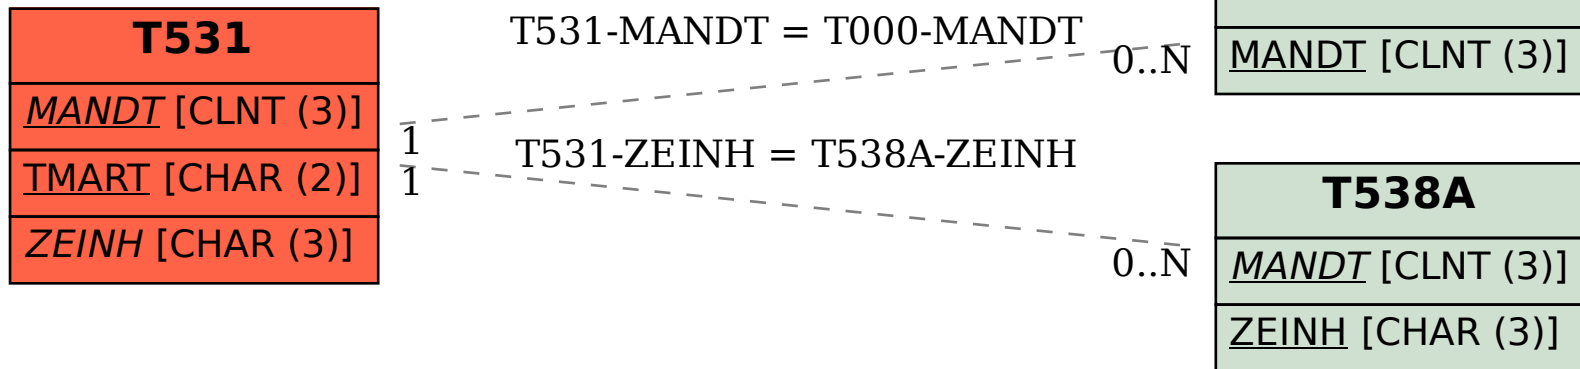 T531
MANDT [CLNT (3)]
TMART [CHAR (2)]
ZEINH [CHAR (3)]
T531-MANDT = T000-MANDT
0..N
1
T531-ZEINH = T538A-ZEINH
1
0..N
MANDT [CLNT (3)]
T538A
MANDT [CLNT (3)]
ZEINH [CHAR (3)]